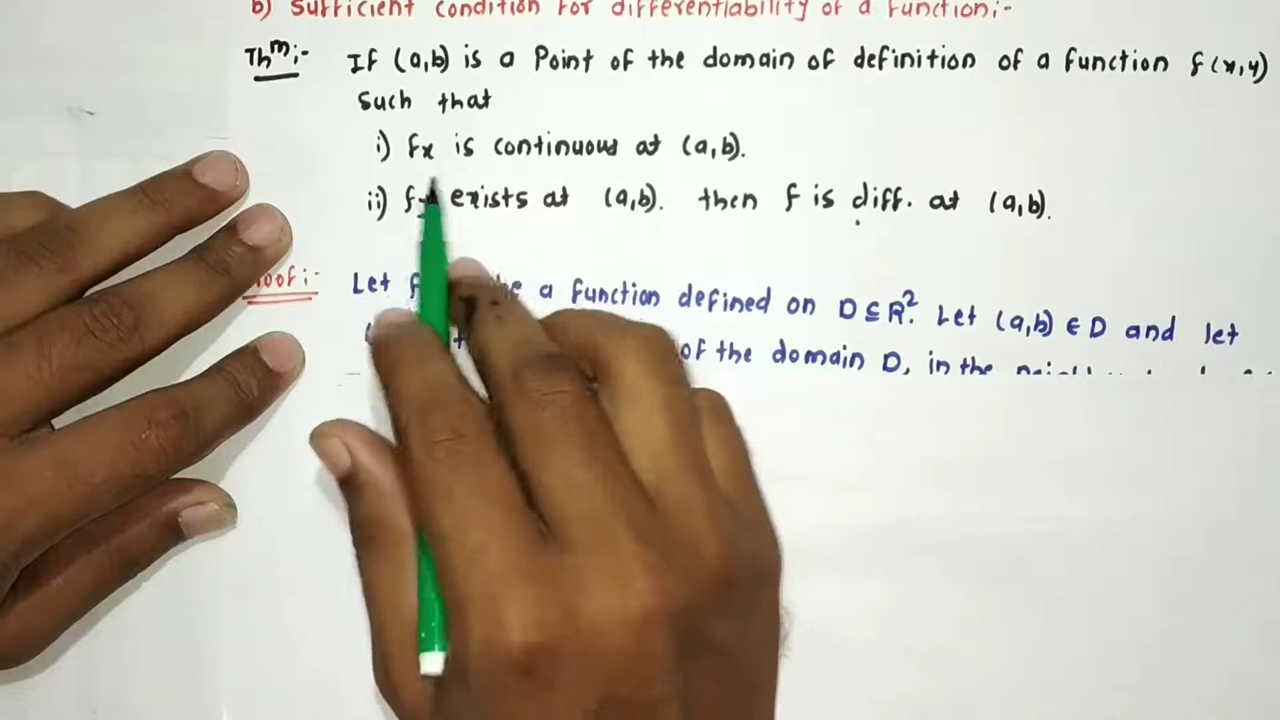 b) Sufficient condition for differentiability of a function:-
Thm:- If (a,b) is a Point of the domain of definition of a function f(x,y)
Such that
i) fx is continuous at (a,b).
ii) exists at (a,b). then f is diff. at (a,b).
Let a function defined on D⊆R². Let (a,b) ∈ D and let
of the domain D, in the